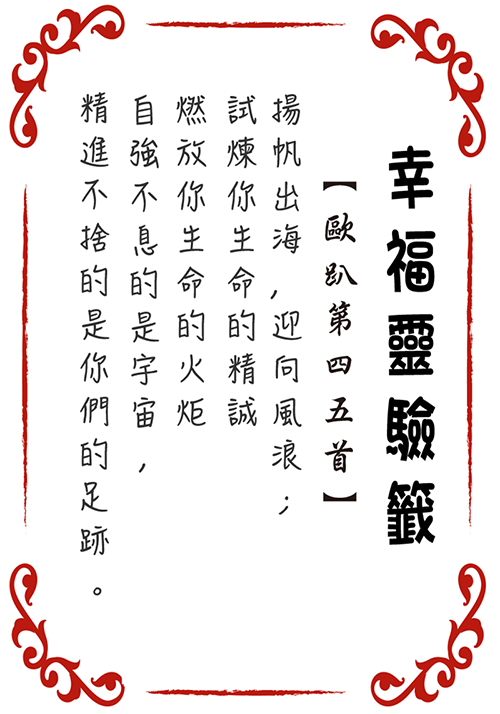 幸福靈驗籤
【歐趴第四五首】
揚帆出海，迎向風浪；
試煉你生命的精誠
燃放你生命的火炬
自強不息的是宇宙，
精進不捨的是你們的足跡。